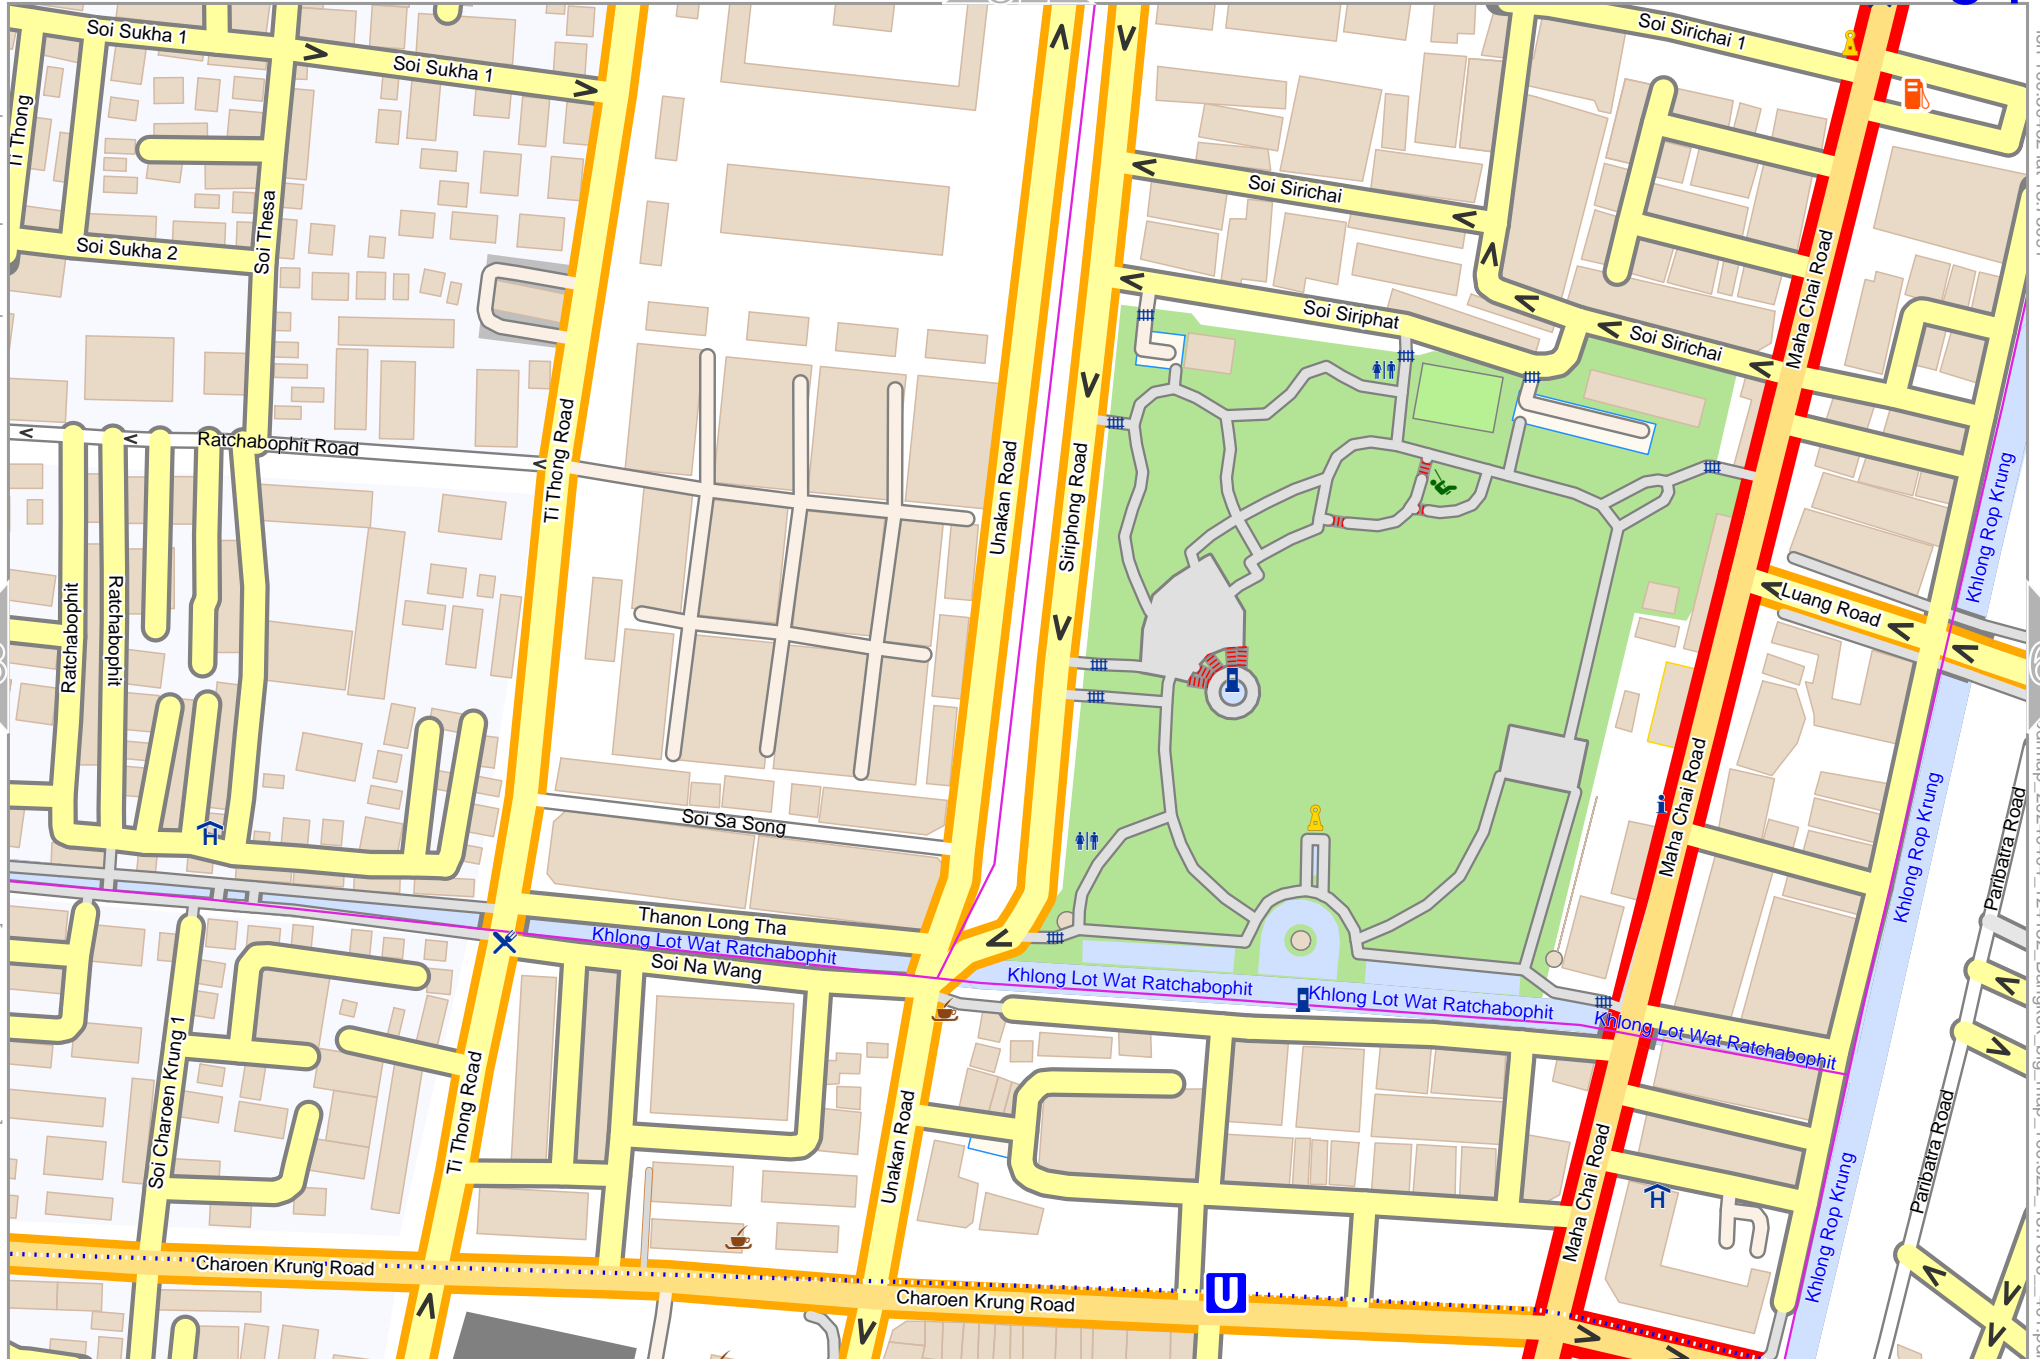 Soi Sukha 1
Soi Sirichai 1
Soi Sukha 1
Ti Thong
Soi Sirichai
Soi Thesa
Soi Sukha 2
Maha Chai Road
Soi Siriphat
Soi Sirichai
Ratchabophit Road
Ti Thong Road
Unakan Road
Siriphong Road
Khlong Rop Krung
Ratchabophit
Ratchabophit
Luang Road
Maha Chai Road
Khlong Rop Krung
Paribatra Road
Soi Sa Song
H
i
Thanon Long Tha
Khlong Lot Wat Ratchabophit
Soi Na Wang
Khlong Lot Wat Ratchabophit
Khlong Lot Wat Ratchabophit
Khlong Lot Wat Ratchabophit
Soi Charoen Krung 1
Ti Thong Road
Unakan Road
Maha Chai Road
H
Paribatra Road
Khlong Rop Krung
Charoen Krung Road
Charoen Krung Road
U